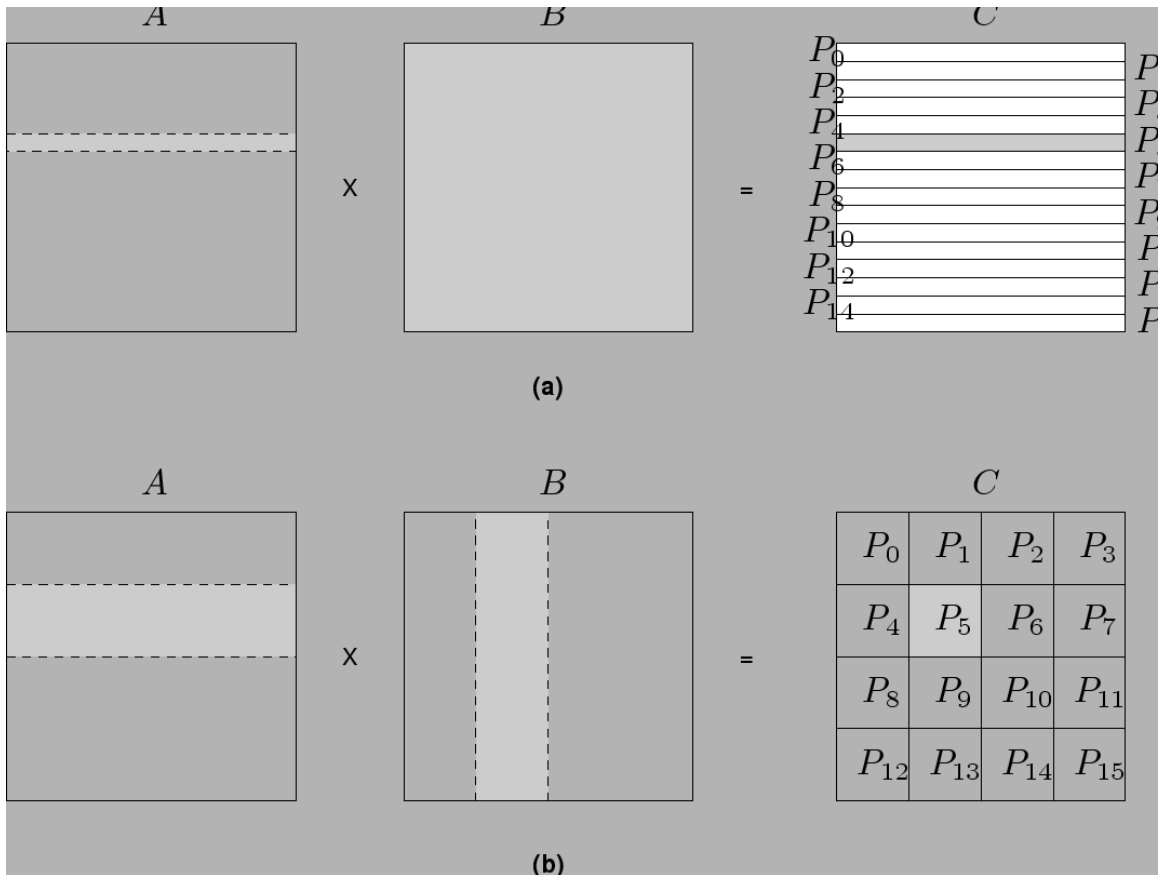 A B C
P0
P
P2
P
P4
P
X = P6
P
P8
P
P10
P
P12
P
P14
P
(a)
A B C
P0 P1 P2 P3
P4 P5 P6 P7
X =
P8 P9 P10 P11
P12 P13 P14 P15
(b)